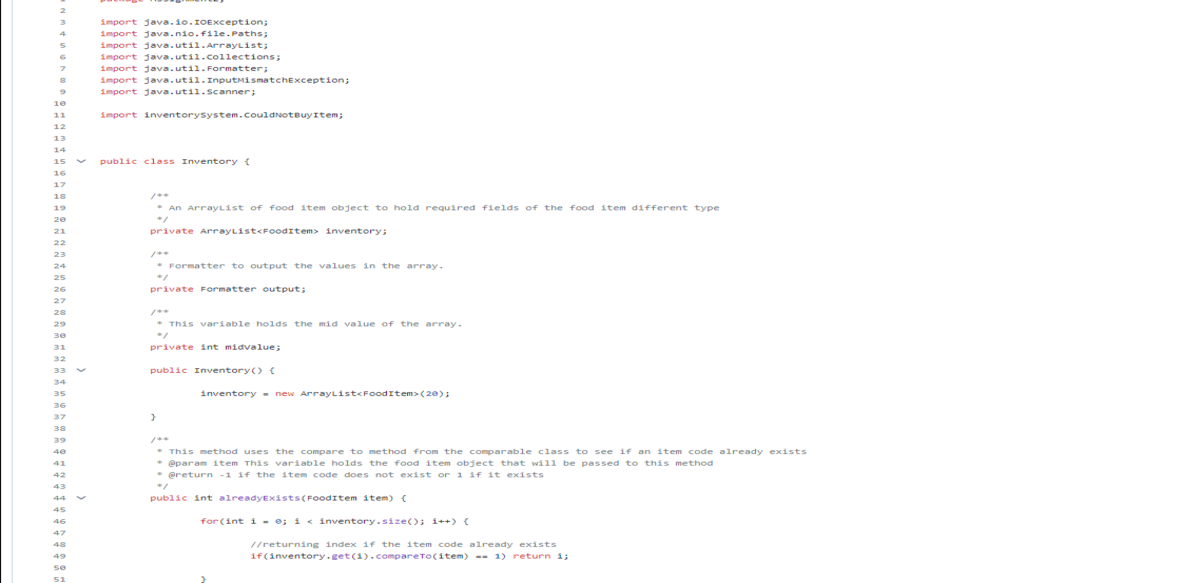 2
3 import java.io.IOException;
4 import java.nio.file.Paths;
5 import java.util.ArrayList;
6 import java.util.Collections;
7 import java.util.Formatter;
8 import java.util.InputMismatchException;
9 import java.util.Scanner;
10
11 import inventorySystem.CouldNotBuyItem;
12
13
14
15 public class Inventory {
16
17
18 /**
19 * An ArrayList of food item object to hold required fields of the food item different type
20 */
21 private ArrayList<FoodItem> inventory;
22
23 /**
24 * Formatter to output the values in the array.
25 */
26 private Formatter output;
27
28 /**
29 * This variable holds the mid value of the array.
30 */
31 private int midValue;
32
33 public Inventory() {
34
35 inventory = new ArrayList<FoodItem>(20);
36
37 }
38
39 /**
40 * This method uses the compare to method from the comparable class to see if an item code already exists
41 * @param item This variable holds the food item object that will be passed to this method
42 * @return -1 if the item code does not exist or 1 if it exists
43 */
44 public int alreadyExists(FoodItem item) {
45
46 for(int i = 0; i < inventory.size(); i++) {
47
48 //returning index if the item code already exists
49 if(inventory.get(i).compareTo(item) == 1) return i;
50
51 }